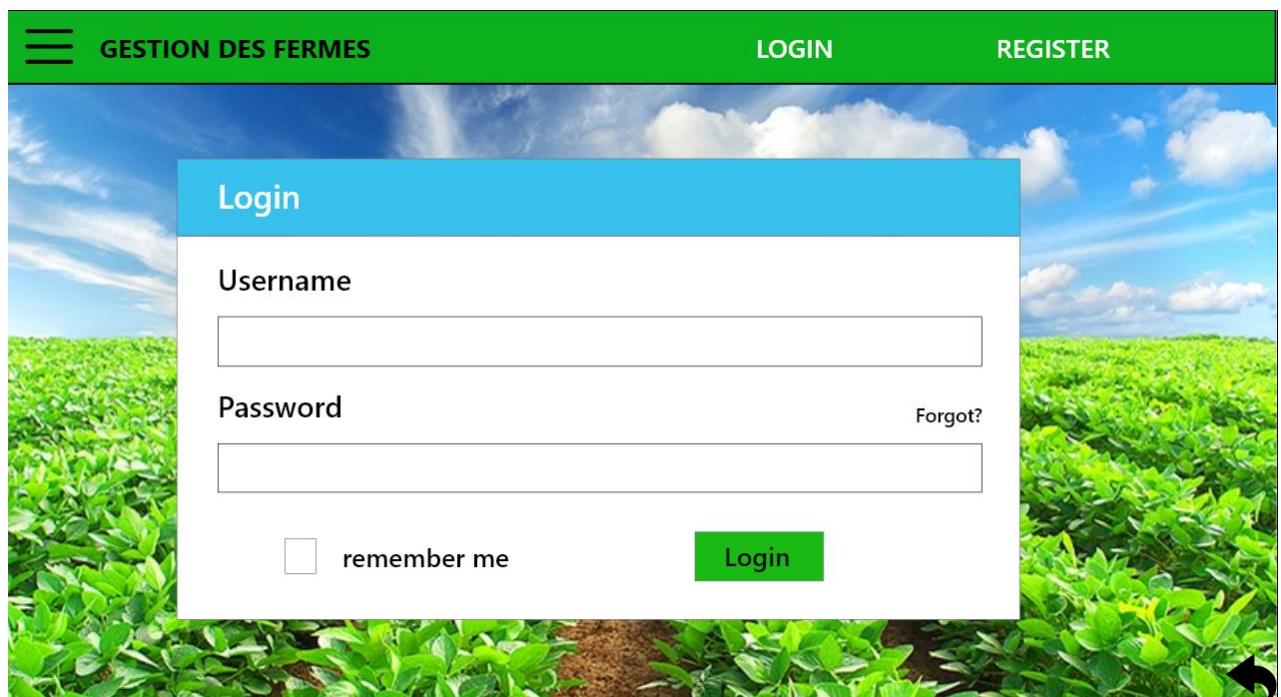 GESTION DES FERMES LOGIN REGISTER
Login
Username
Password Forgot?
remember me Login